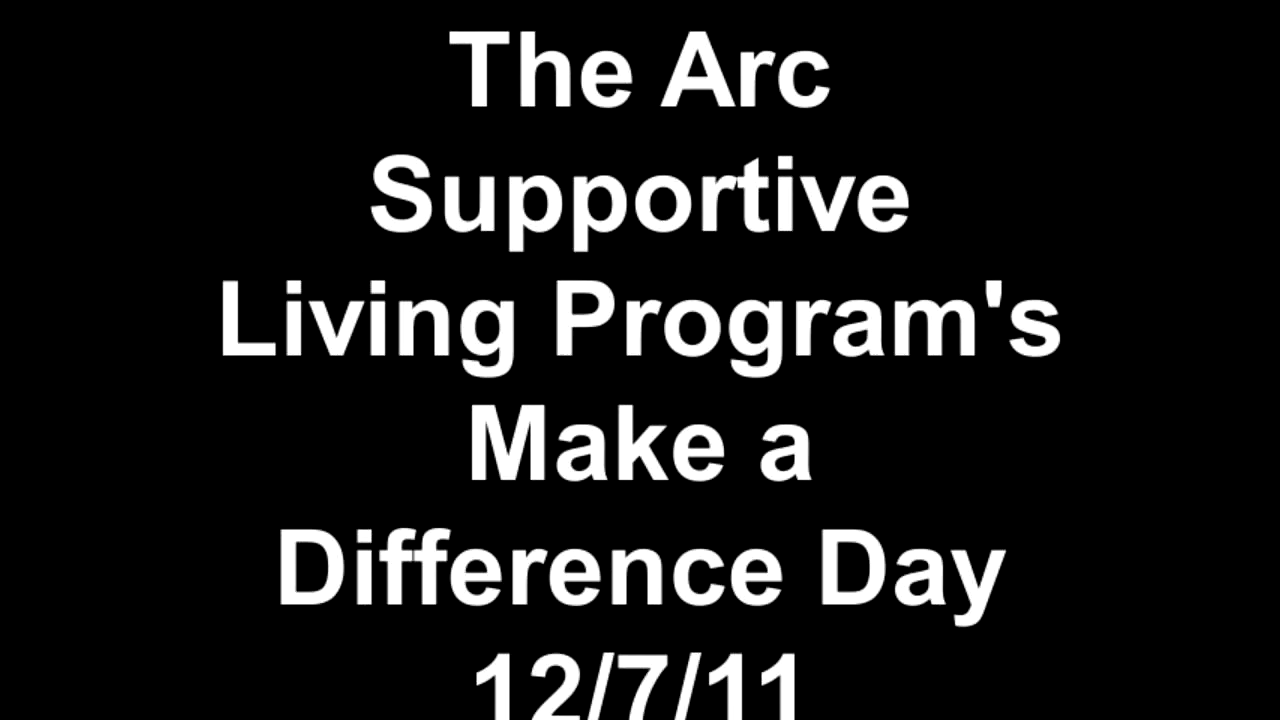 The Arc
Supportive
Living Program's
Make a
Difference Day
12/7/11